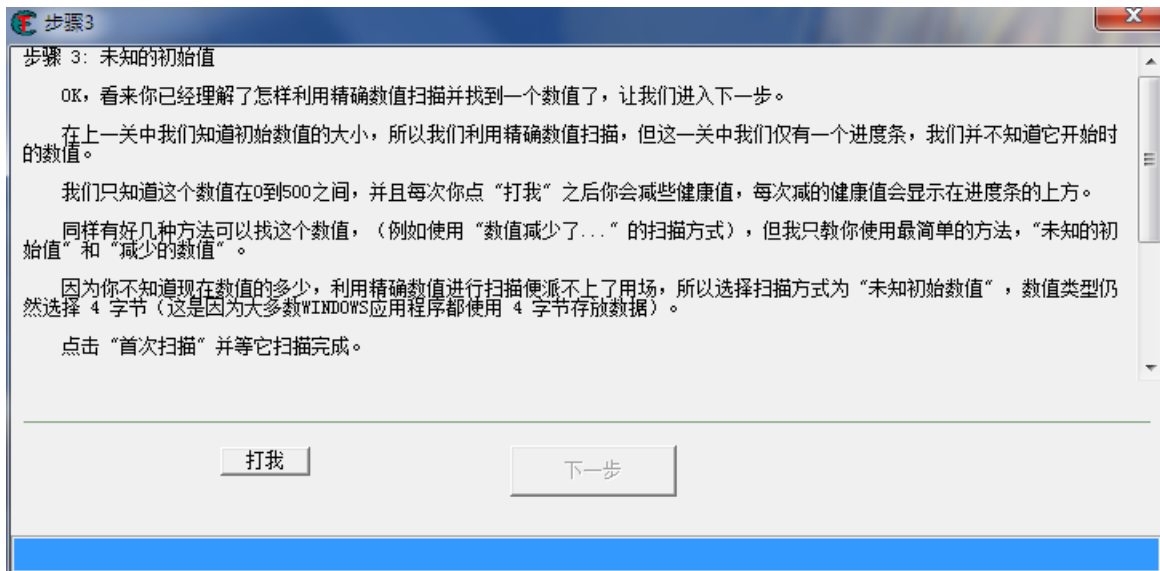 步骤3
步骤 3: 未知的初始值
OK，看来你已经理解了怎样利用精确数值扫描并找到一个数值了，让我们进入下一步。
在上一关中我们知道初始数值的大小，所以我们利用精确数值扫描，但这一关中我们仅有一个进度条，我们并不知道它开始时
的数值。
我们只知道这个数值在0到500之间，并且每次你点 “打我” 之后你会减些健康值，每次减的健康值会显示在进度条的上方。
同样有好几种方法可以找这个数值，（例如使用 “数值减少了...” 的扫描方式），但我只教你使用最简单的方法，“未知的初
始值” 和 “减少的数值” 。
因为你不知道现在数值的多少，利用精确数值进行扫描便派不上了用场，所以选择扫描方式为 “未知初始数值” ，数值类型仍
然选择 4 字节（这是因为大多数WINDOWS应用程序都使用 4 字节存放数据）。
点击 “首次扫描” 并等它扫描完成。
打我
下一步